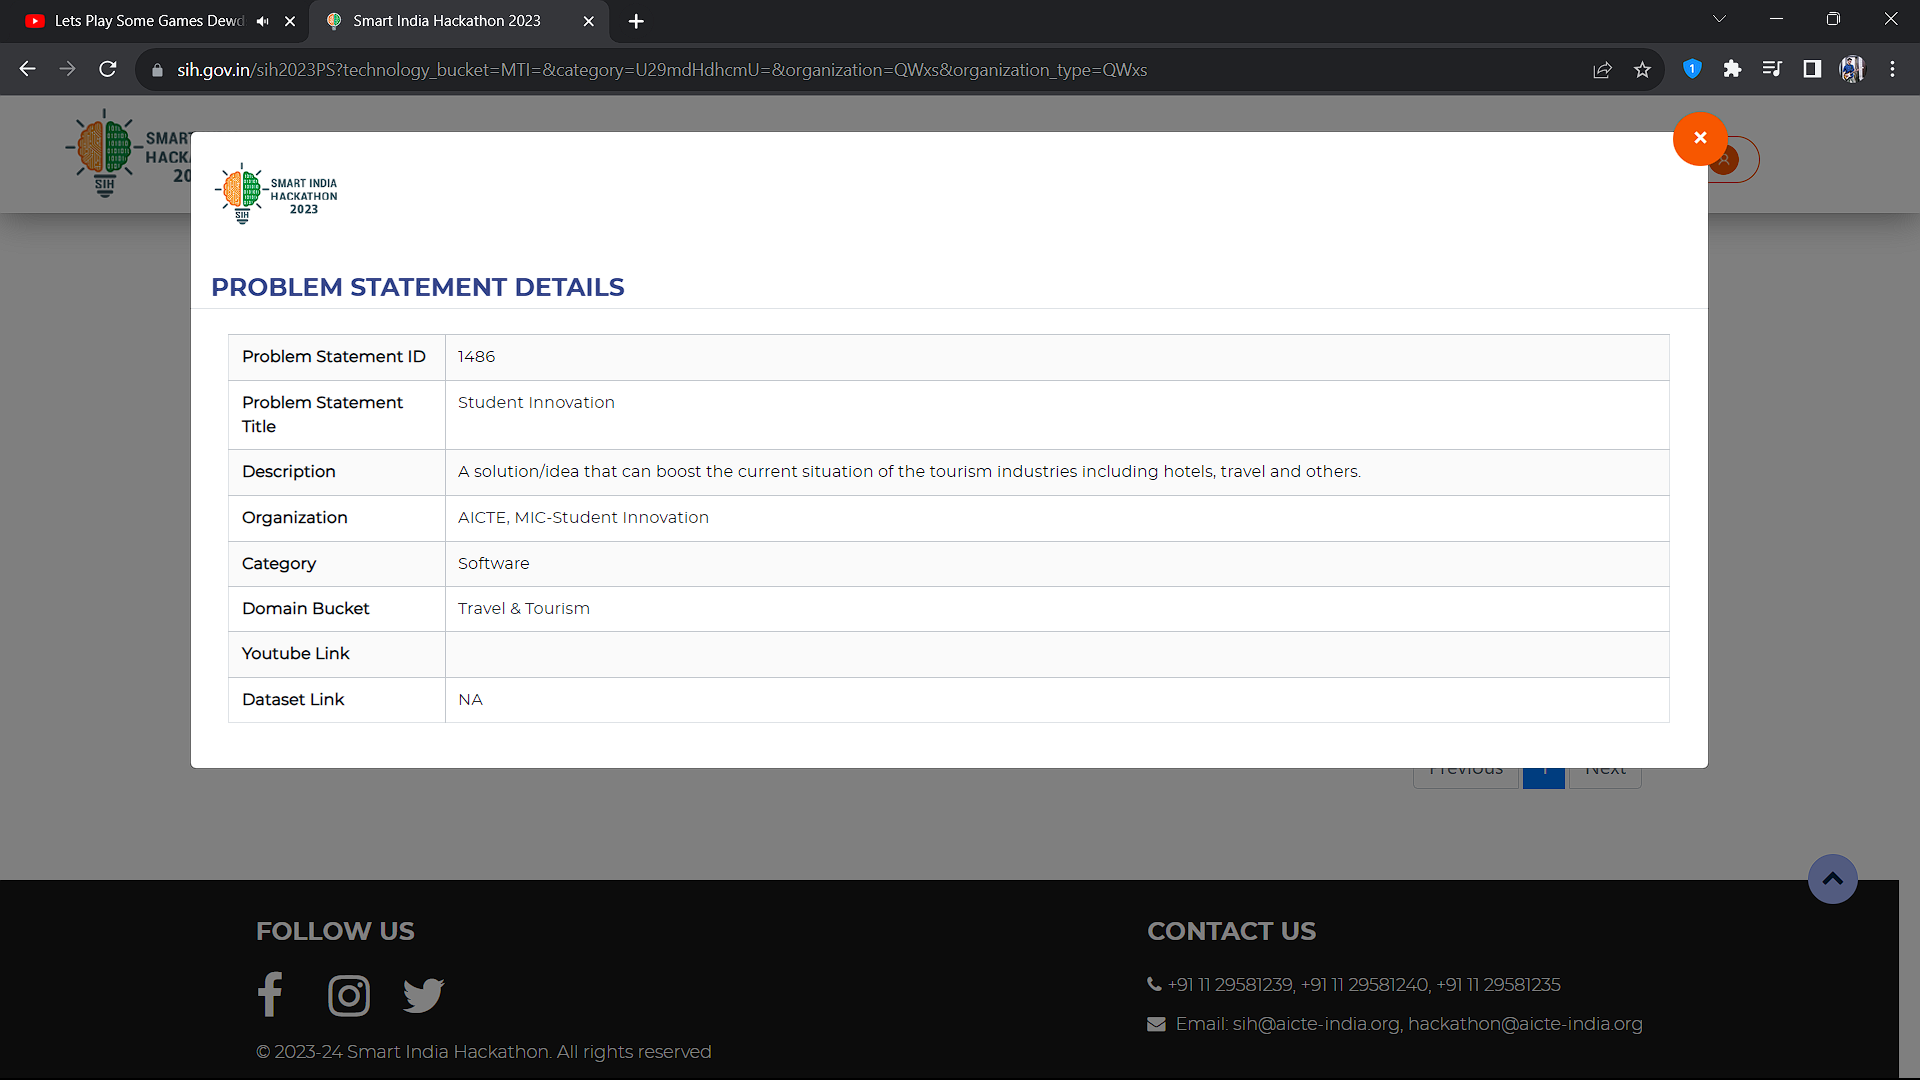 Lets Play Some Games Dewd
Smart India Hackathon 2023
sih.gov.in/sih2023PS?technology_bucket=MTI=&category=U29mdHdhcmU=&organization=QWxs&organization_type=QWxs
1
SMART
HACK
20
SIH
SMART INDIA
HACKATHON
2023
SIH
PROBLEM STATEMENT DETAILS
Problem Statement ID 1486
Problem Statement Title Student Innovation
Description A solution/idea that can boost the current situation of the tourism industries including hotels, travel and others.
Organization AICTE, MIC-Student Innovation
Category Software
Domain Bucket Travel & Tourism
Youtube Link
Dataset Link NA
Previous 1 Next
FOLLOW US
© 2023-24 Smart India Hackathon. All rights reserved
CONTACT US
+91 11 29581239, +91 11 29581240, +91 11 29581235
Email: sih@aicte-india.org, hackathon@aicte-india.org